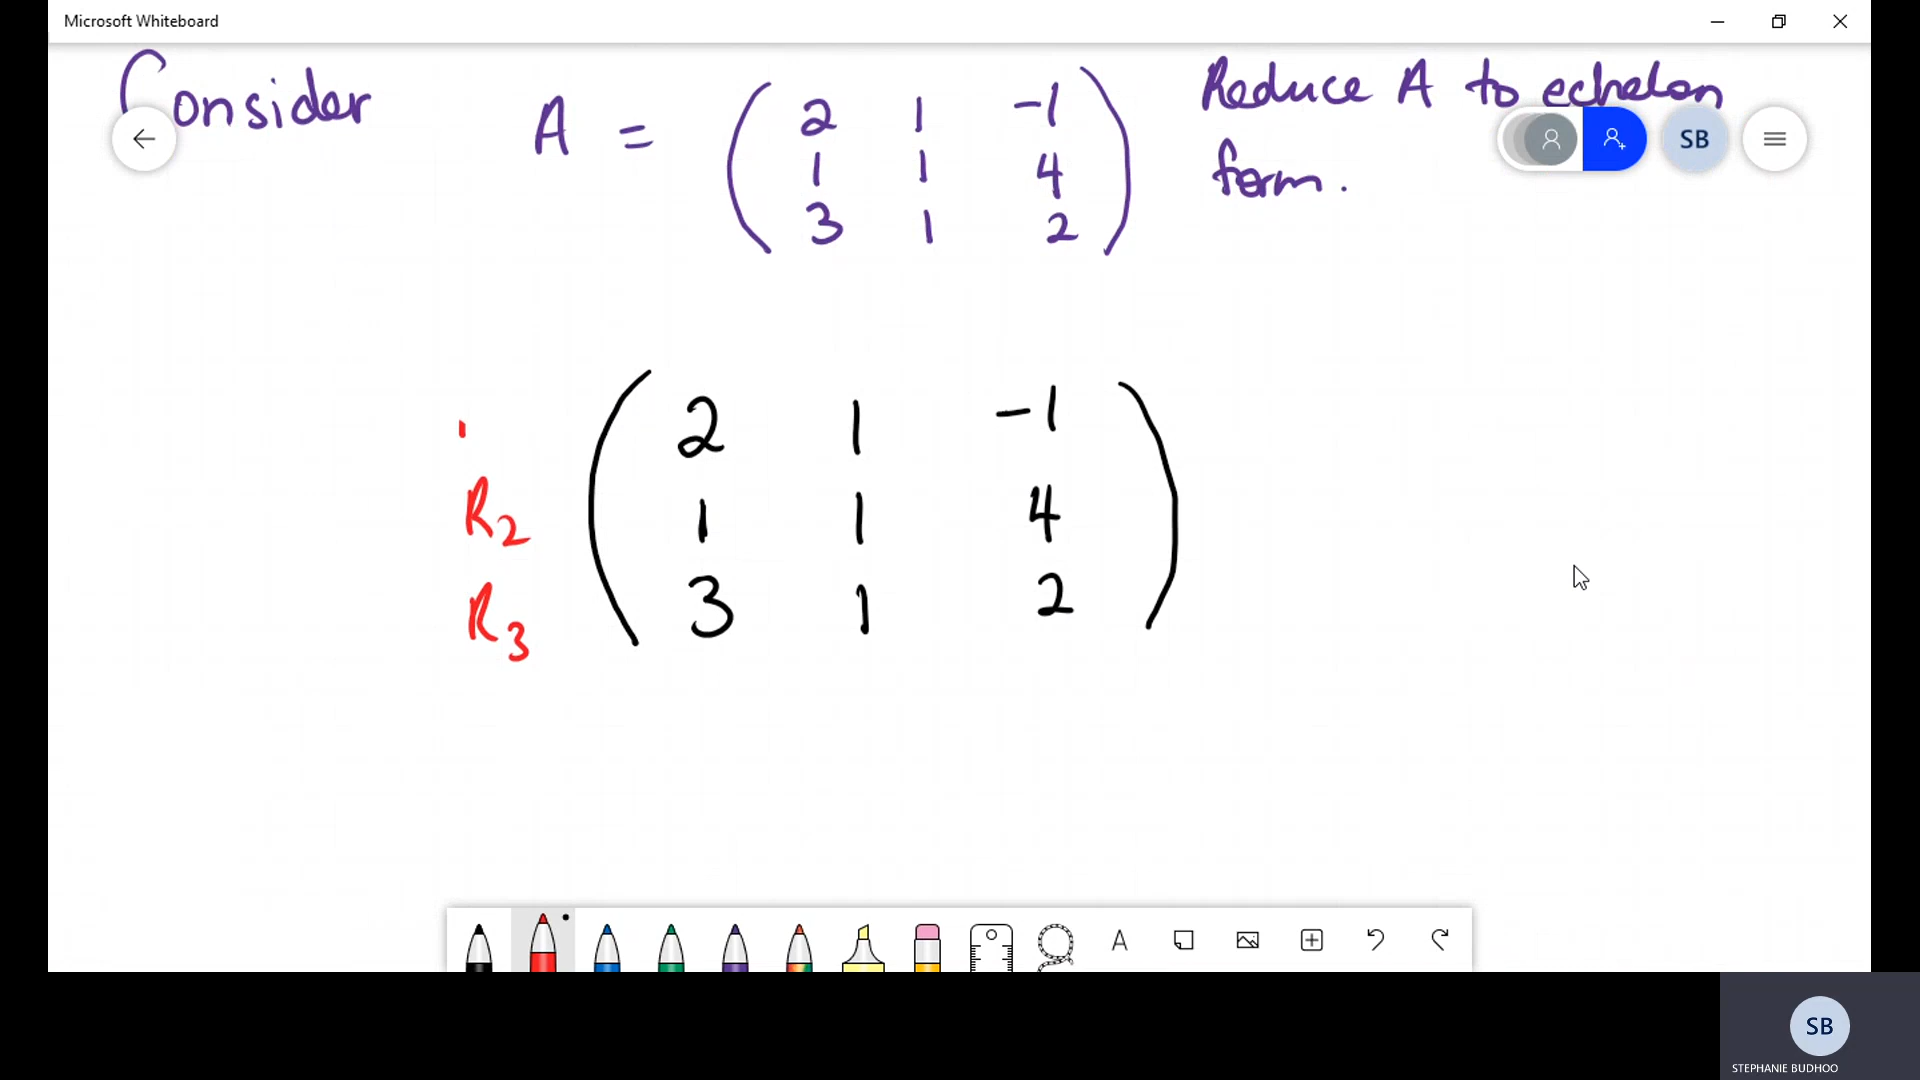 Microsoft Whiteboard
Consider A = ( 2 1 -1 Reduce A to echelon
1 1 4 form.
3 1 2 )
SB
( 2 1 -1
R2 1 1 4
R3 3 1 2 )
A
SB
STEPHANIE BUDHOO